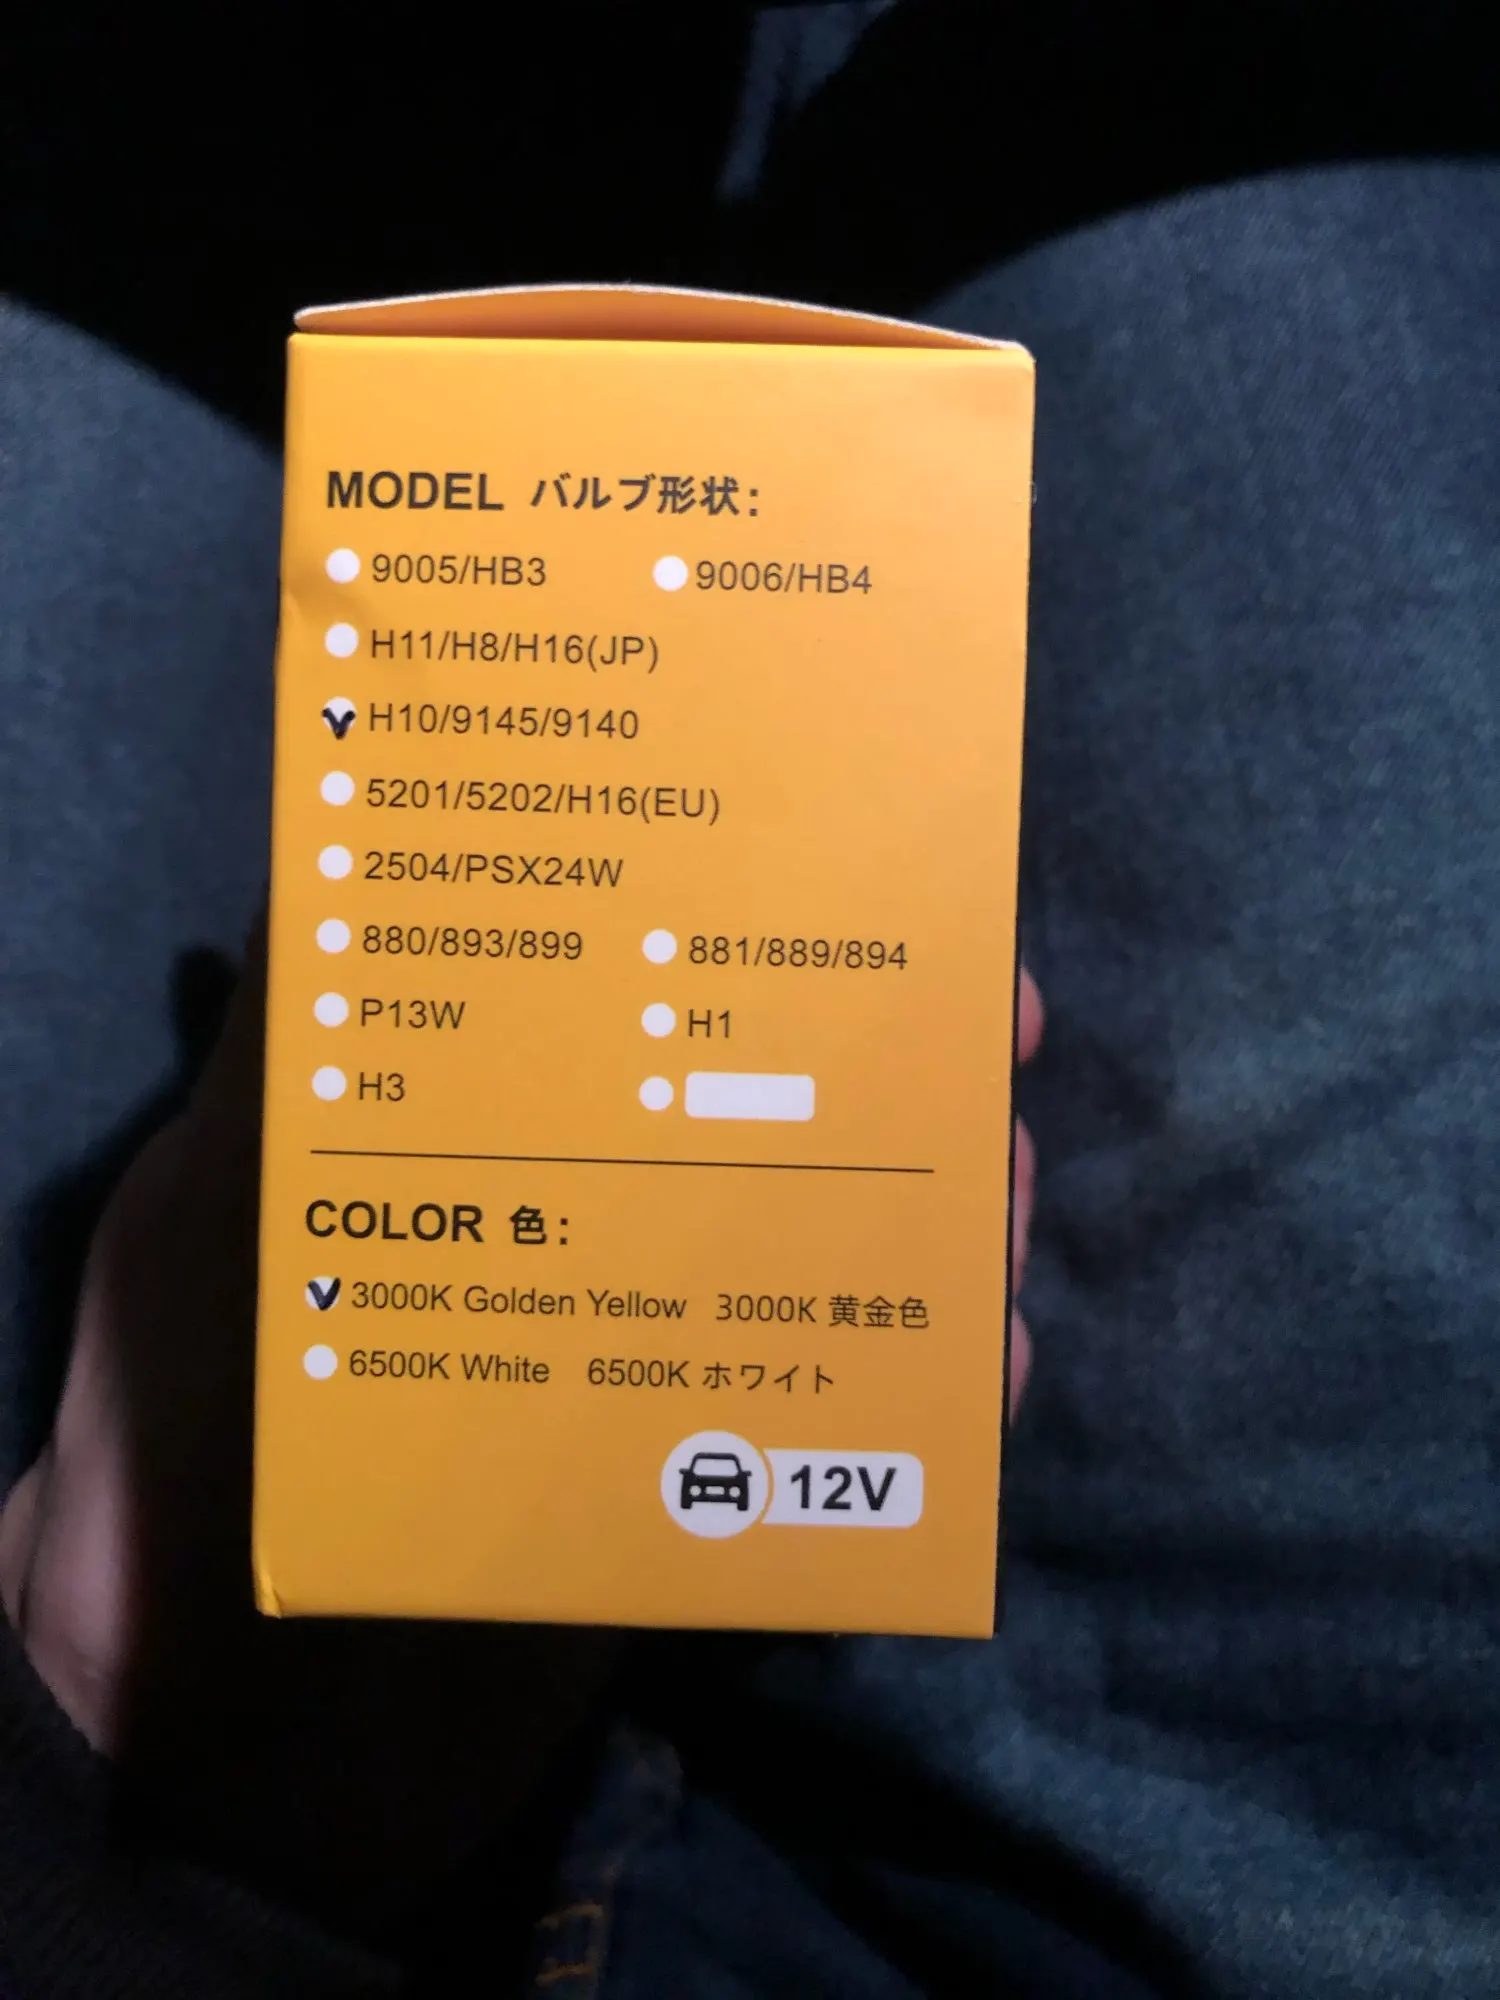 MODEL バルブ形状:
9005/HB3 9006/HB4
H11/H8/H16(JP)
H10/9145/9140
5201/5202/H16(EU)
2504/PSX24W
880/893/899 881/889/894
P13W H1
H3
COLOR 色:
3000K Golden Yellow 3000K 黄金色
6500K White 6500K ホワイト
12V